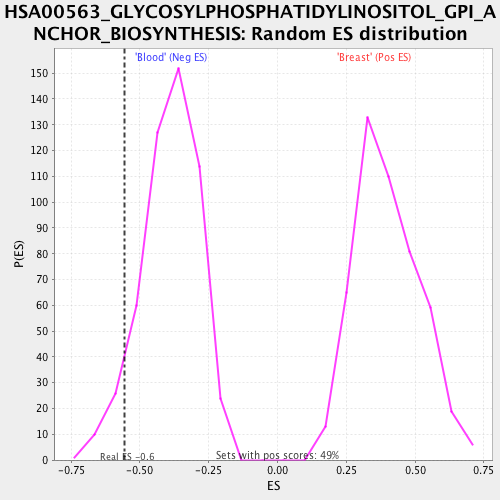 HSA00563_GLYCOSYLPHOSPHATIDYLINOSITOL_GPI_A
NCHOR_BIOSYNTHESIS: Random ES distribution
'Blood' (Neg ES) 'Breast' (Pos ES)
150
140
130
120
110
100
90
80
70
60
50
40
30
20
10
0
P(ES)
Real ES -0.6 Sets with pos scores: 49%
-0.75 -0.50 -0.25 0.00 0.25 0.50 0.75
ES